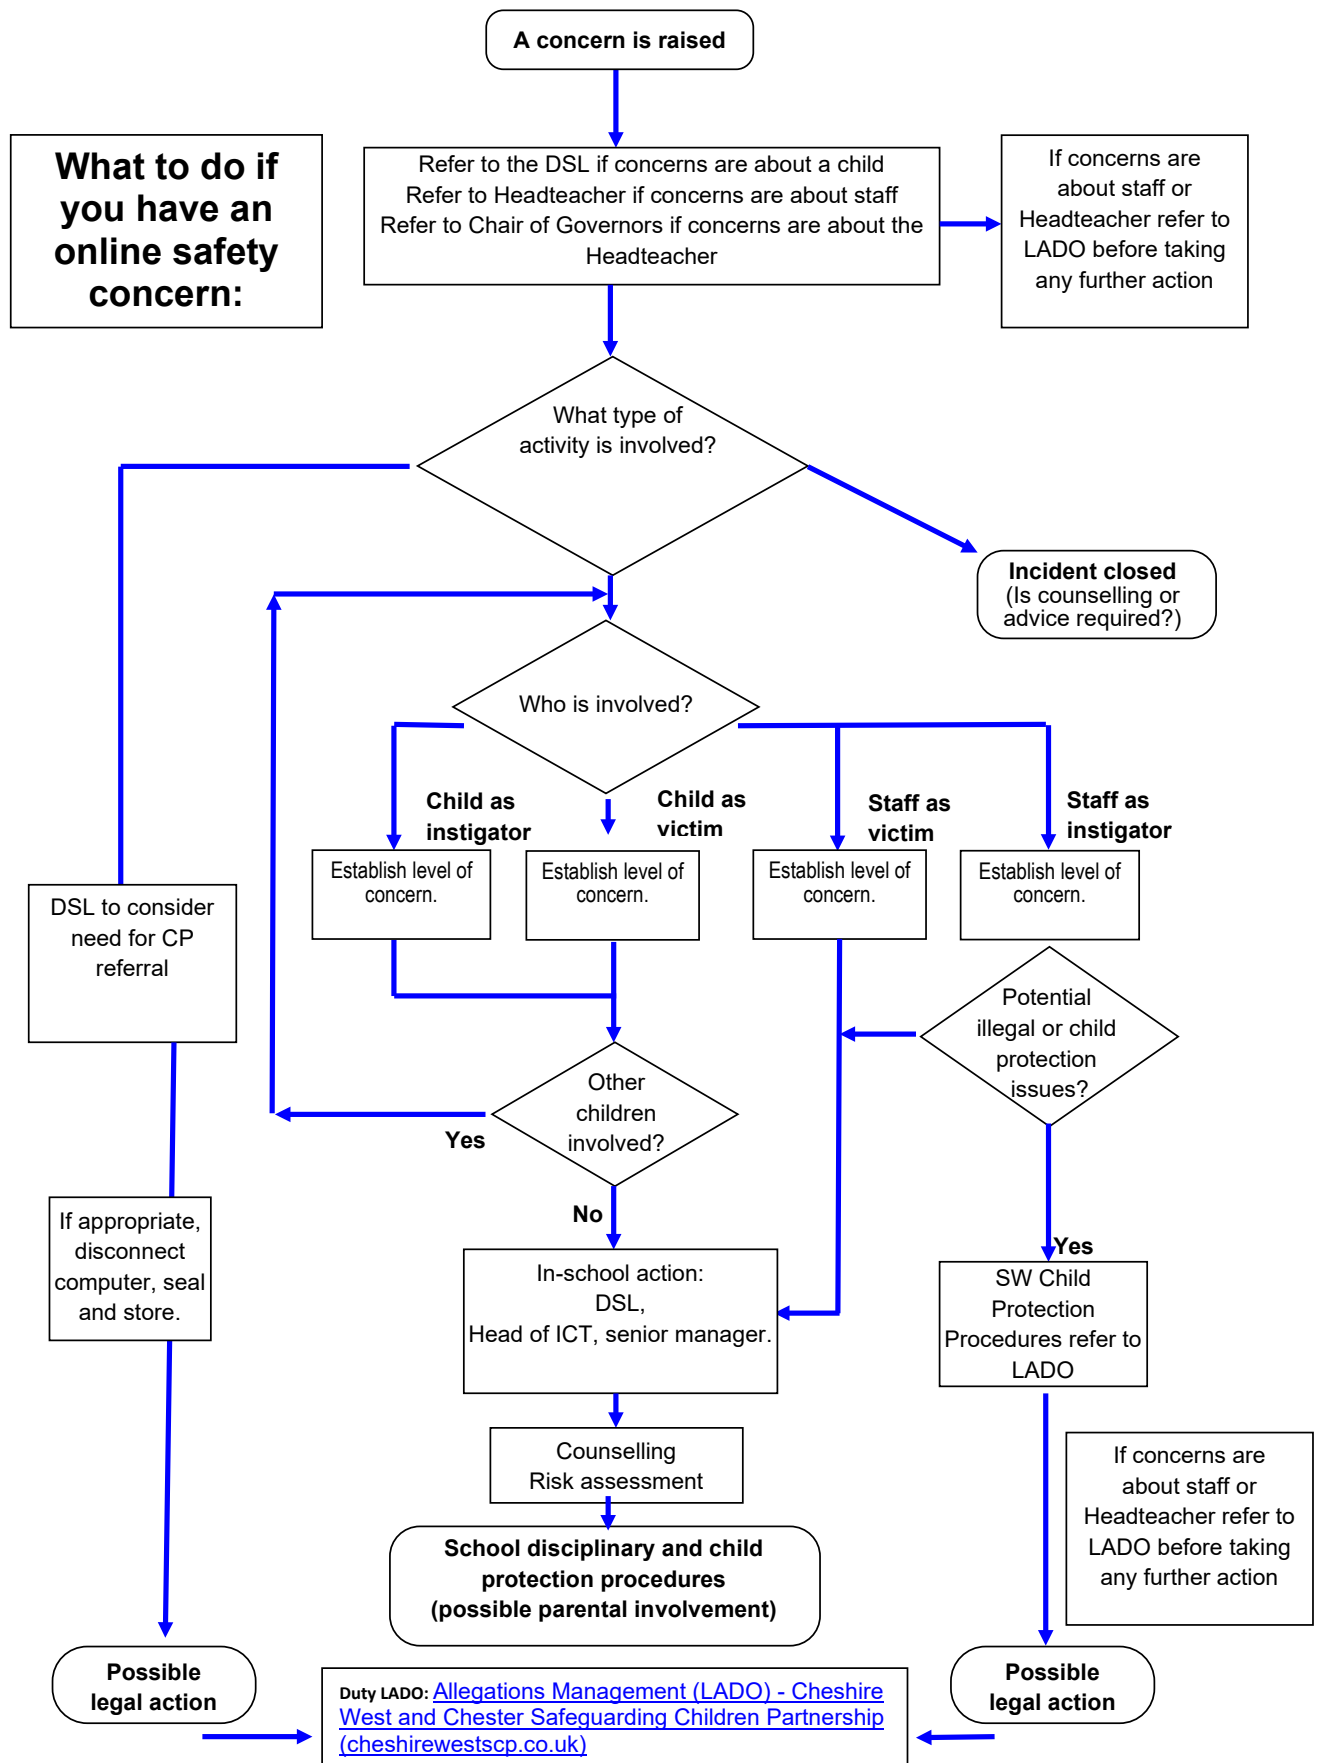 A concern is raised
What to do if
you have an
online safety
concern:
Refer to the DSL if concerns are about a child
Refer to Headteacher if concerns are about staff
Refer to Chair of Governors if concerns are about the
Headteacher
If concerns are
about staff or
Headteacher refer to
LADO before taking
any further action
What type of
activity is involved?
Incident closed
(Is counselling or
advice required?)
Who is involved?
Child as
instigator
Child as
victim
Staff as
victim
Staff as
instigator
Establish level of
concern.
Establish level of
concern.
Establish level of
concern.
Establish level of
concern.
DSL to consider
need for CP
referral
Potential
illegal or child
protection
issues?
Other
children
involved?
Yes
No
If appropriate,
disconnect
computer, seal
and store.
In-school action:
DSL,
Head of ICT, senior manager.
Yes
SW Child
Protection
Procedures refer to
LADO
Counselling
Risk assessment
If concerns are
about staff or
Headteacher refer to
LADO before taking
any further action
School disciplinary and child
protection procedures
(possible parental involvement)
Possible
legal action
Duty LADO: Allegations Management (LADO) - Cheshire
West and Chester Safeguarding Children Partnership
(cheshirewestscp.co.uk)
Possible
legal action